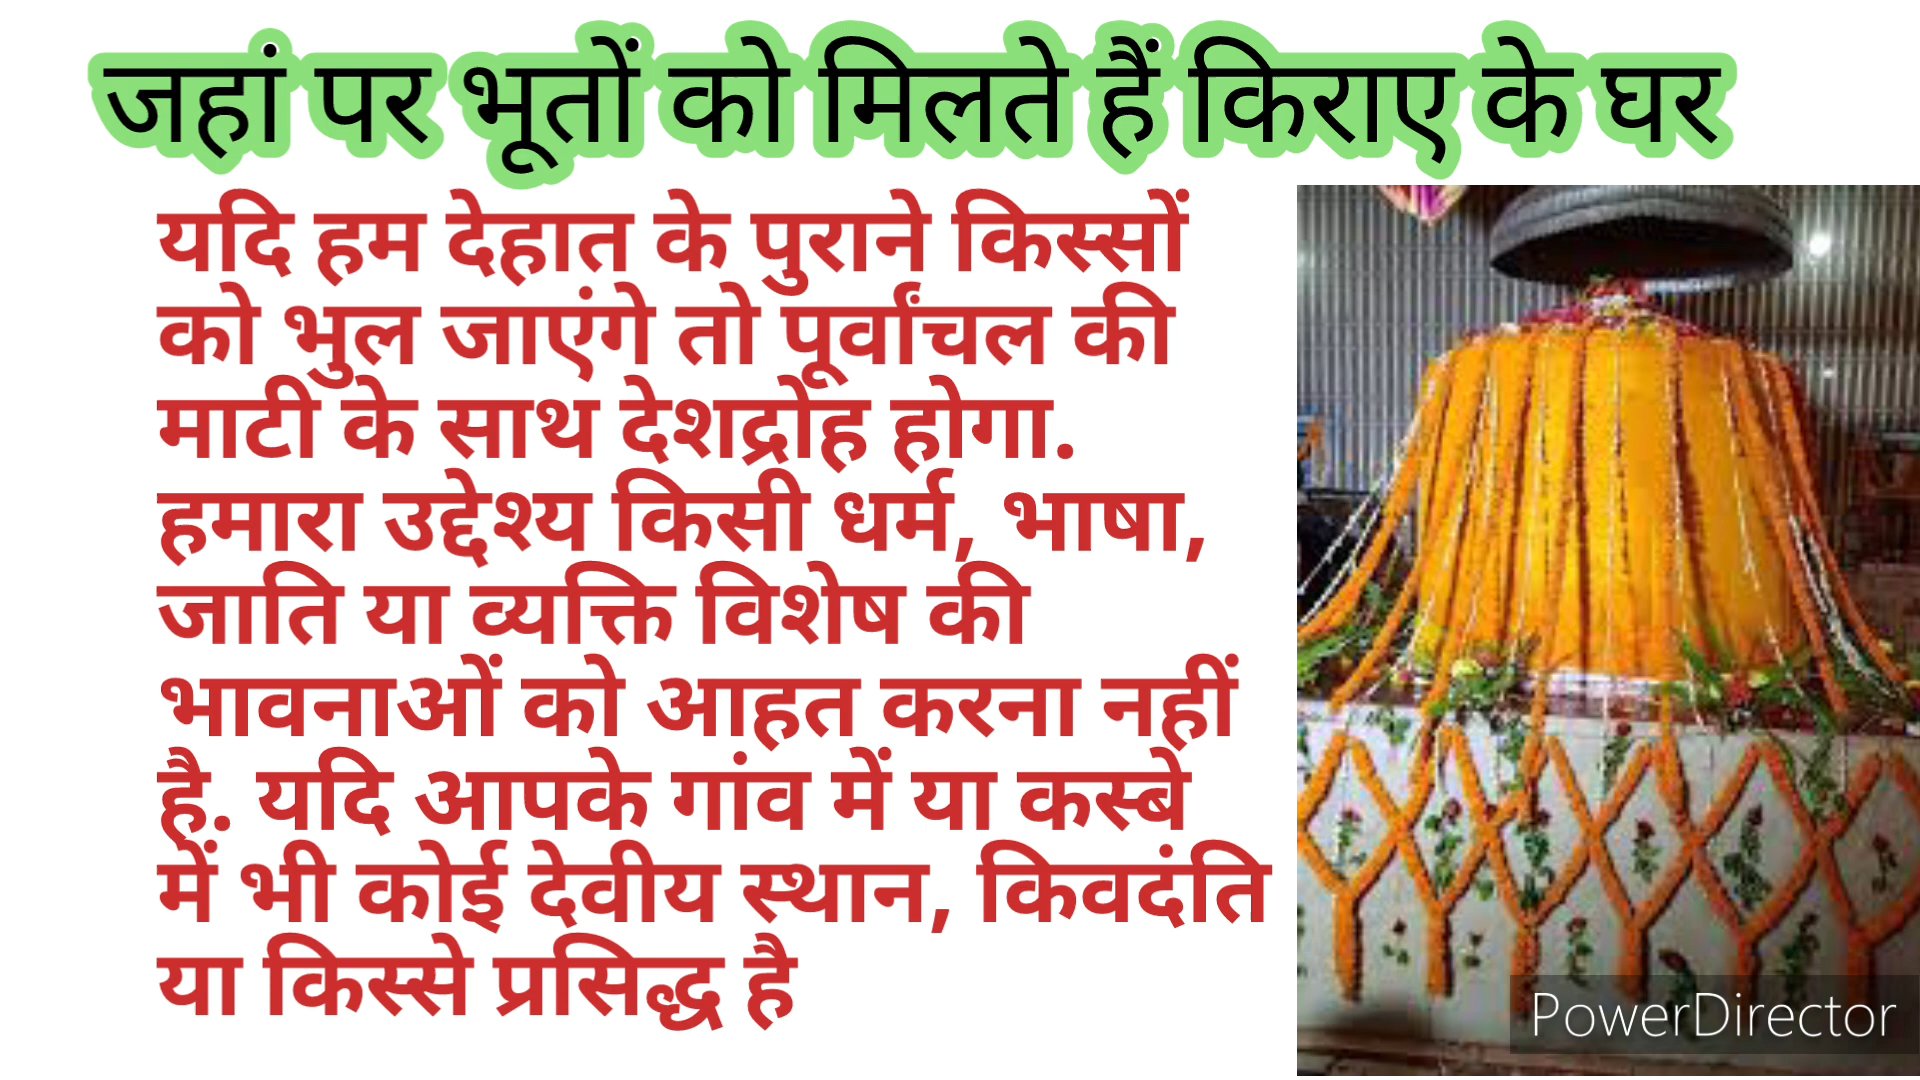 जहां पर भूतों को मिलते हैं किराए के घर
यदि हम देहात के पुराने किस्सों
को भुल जाएंगे तो पूर्वांचल की
माटी के साथ देशद्रोह होगा.
हमारा उद्देश्य किसी धर्म, भाषा,
जाति या व्यक्ति विशेष की
भावनाओं को आहत करना नहीं
है. यदि आपके गांव में या कस्बे
में भी कोई देवीय स्थान, किवदंति
या किस्से प्रसिद्ध है
PowerDirector